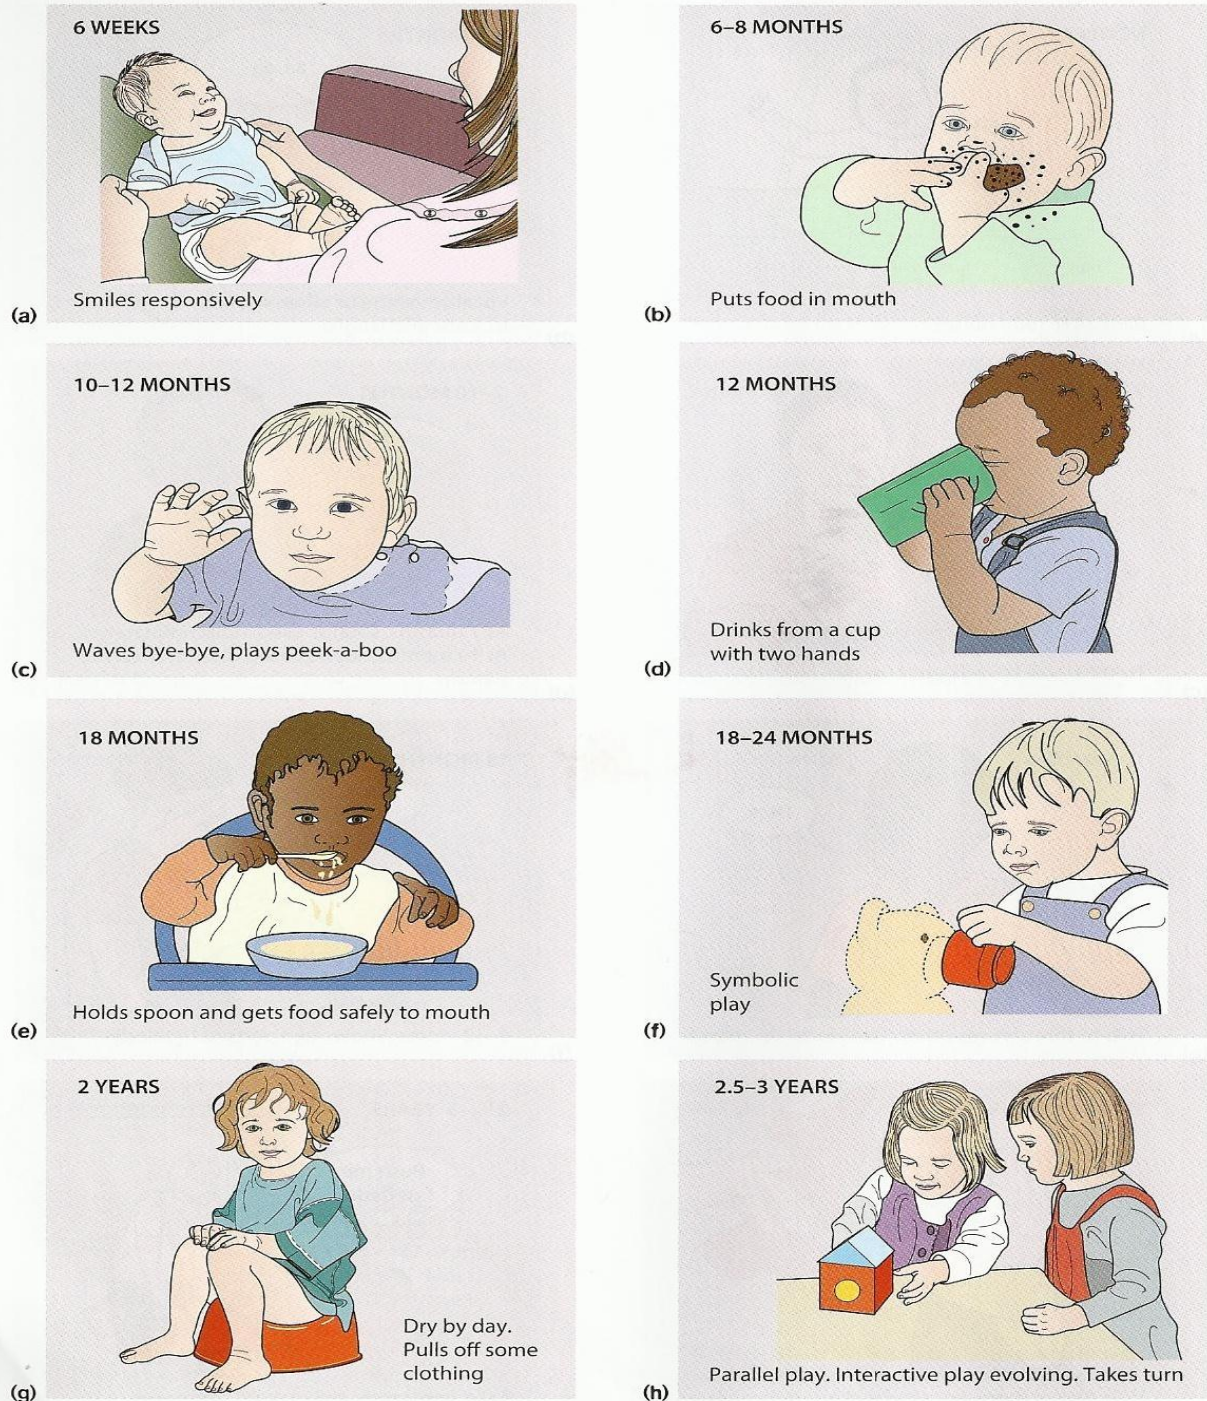 6 WEEKS
Smiles responsively
(a)
6–8 MONTHS
Puts food in mouth
(b)
10–12 MONTHS
Waves bye-bye, plays peek-a-boo
(c)
12 MONTHS
Drinks from a cup
with two hands
(d)
18 MONTHS
Holds spoon and gets food safely to mouth
(e)
18–24 MONTHS
Symbolic
play
(f)
2 YEARS
Dry by day.
Pulls off some
clothing
(g)
2.5–3 YEARS
Parallel play. Interactive play evolving. Takes turn
(h)